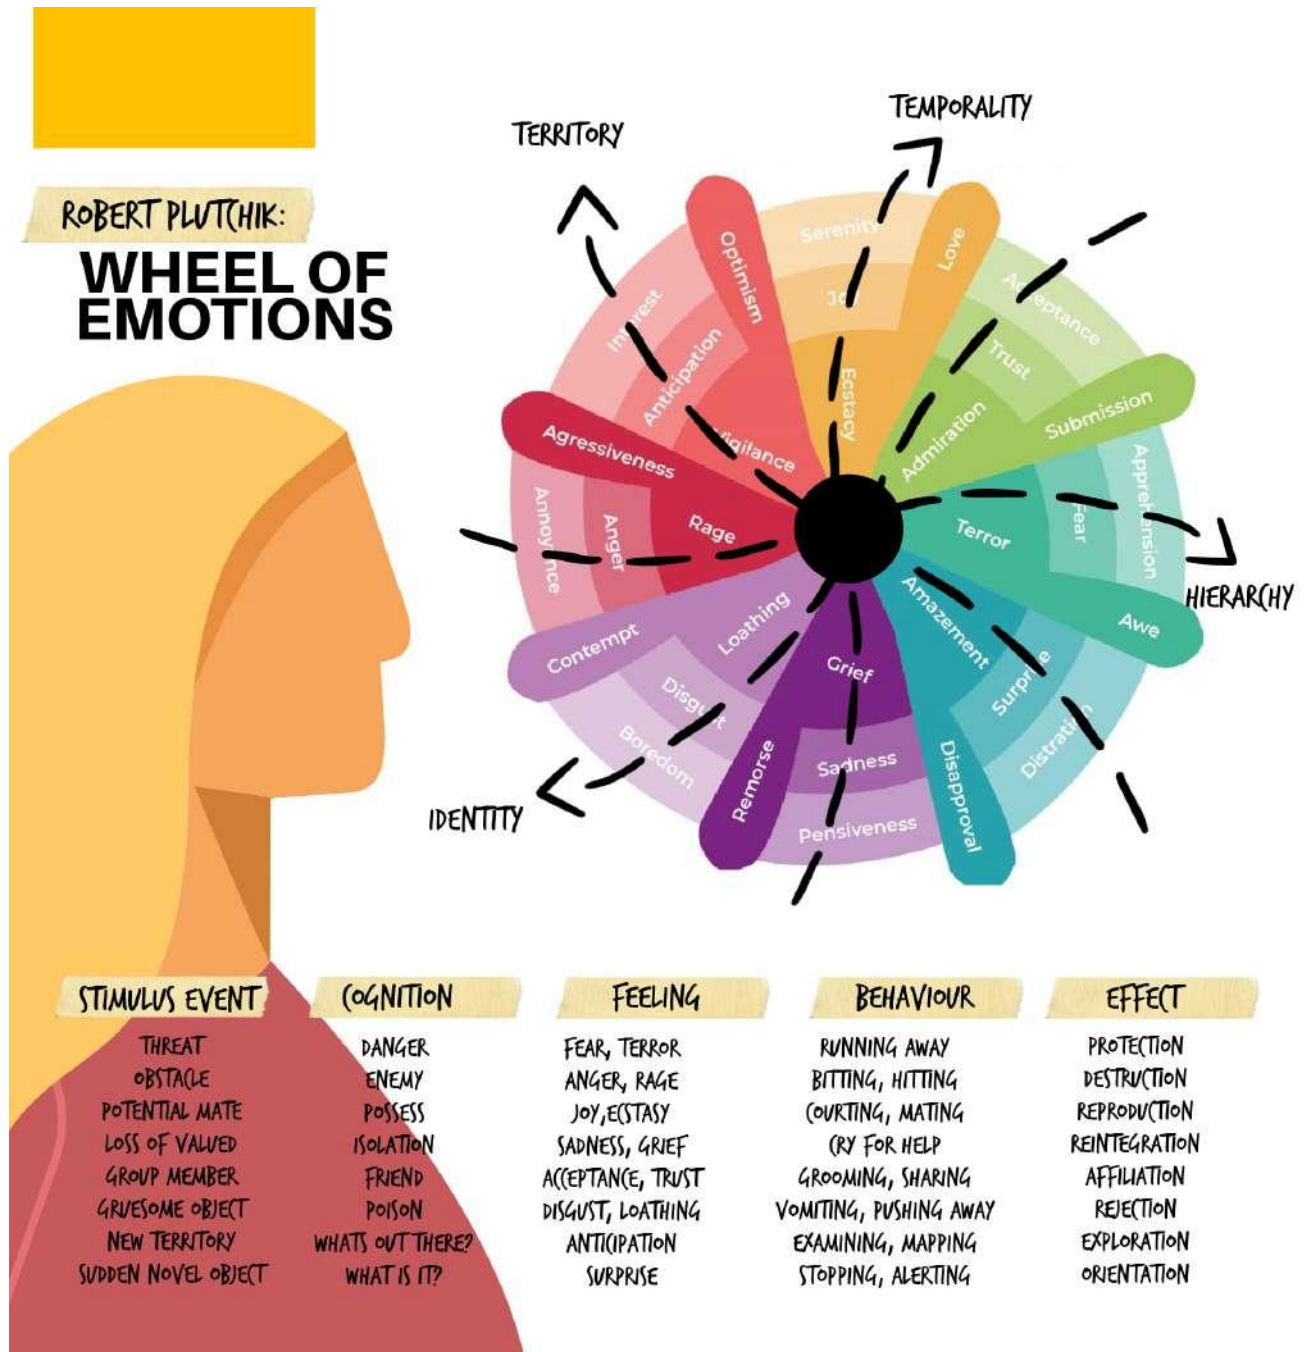 ROBERT PLUTCHIK:
WHEEL OF
EMOTIONS
TERRITORY
TEMPORALITY
HIERARCHY
IDENTITY
Optimism
Serenity
Joy
Ecstacy
Love
Acceptance
Trust
Admiration
Submission
Apprehension
Fear
Terror
Awe
Amazement
Surprise
Distration
Disapproval
Grief
Sadness
Pensiveness
Remorse
Loathing
Disgust
Boredom
Contempt
Rage
Anger
Annoyance
Agressiveness
Vigilance
Anticipation
Interest
STIMULUS EVENT COGNITION FEELING BEHAVIOUR EFFECT
THREAT DANGER FEAR, TERROR RUNNING AWAY PROTECTION
OBSTACLE ENEMY ANGER, RAGE BITTING, HITTING DESTRUCTION
POTENTIAL MATE POSSESS JOY,ECSTASY COURTING, MATING REPRODUCTION
LOSS OF VALUED ISOLATION SADNESS, GRIEF CRY FOR HELP REINTEGRATION
GROUP MEMBER FRIEND ACCEPTANCE, TRUST GROOMING, SHARING AFFILIATION
GRUESOME OBJECT POISON DISGUST, LOATHING VOMITING, PUSHING AWAY REJECTION
NEW TERRITORY WHATS OUT THERE? ANTICIPATION EXAMINING, MAPPING EXPLORATION
SUDDEN NOVEL OBJECT WHAT IS IT? SURPRISE STOPPING, ALERTING ORIENTATION